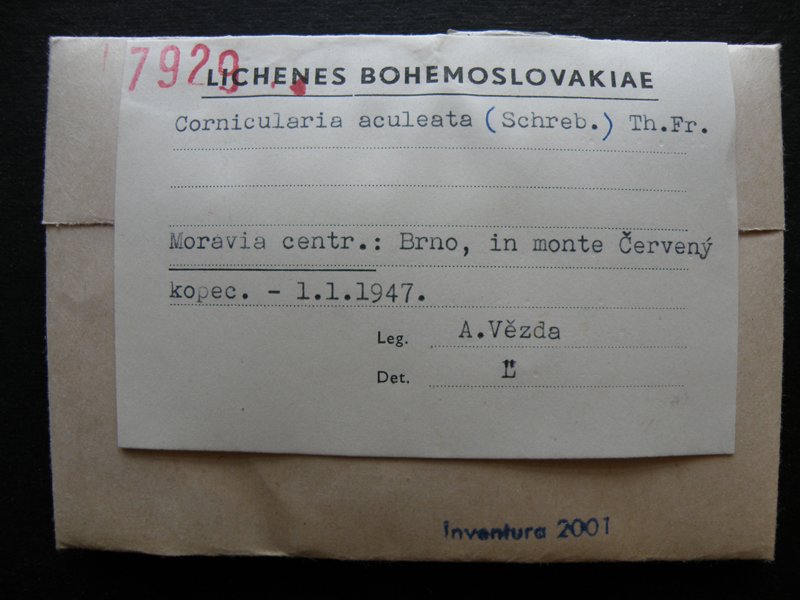 7920
LICHENES BOHEMOSLOVAKIAE
Cornicularia aculeata (Schreb.) Th.Fr.
Moravia centr.: Brno, in monte Červený
kopec. - 1.1.1947.
Leg. A.Vězda
Det. "
inventura 2001